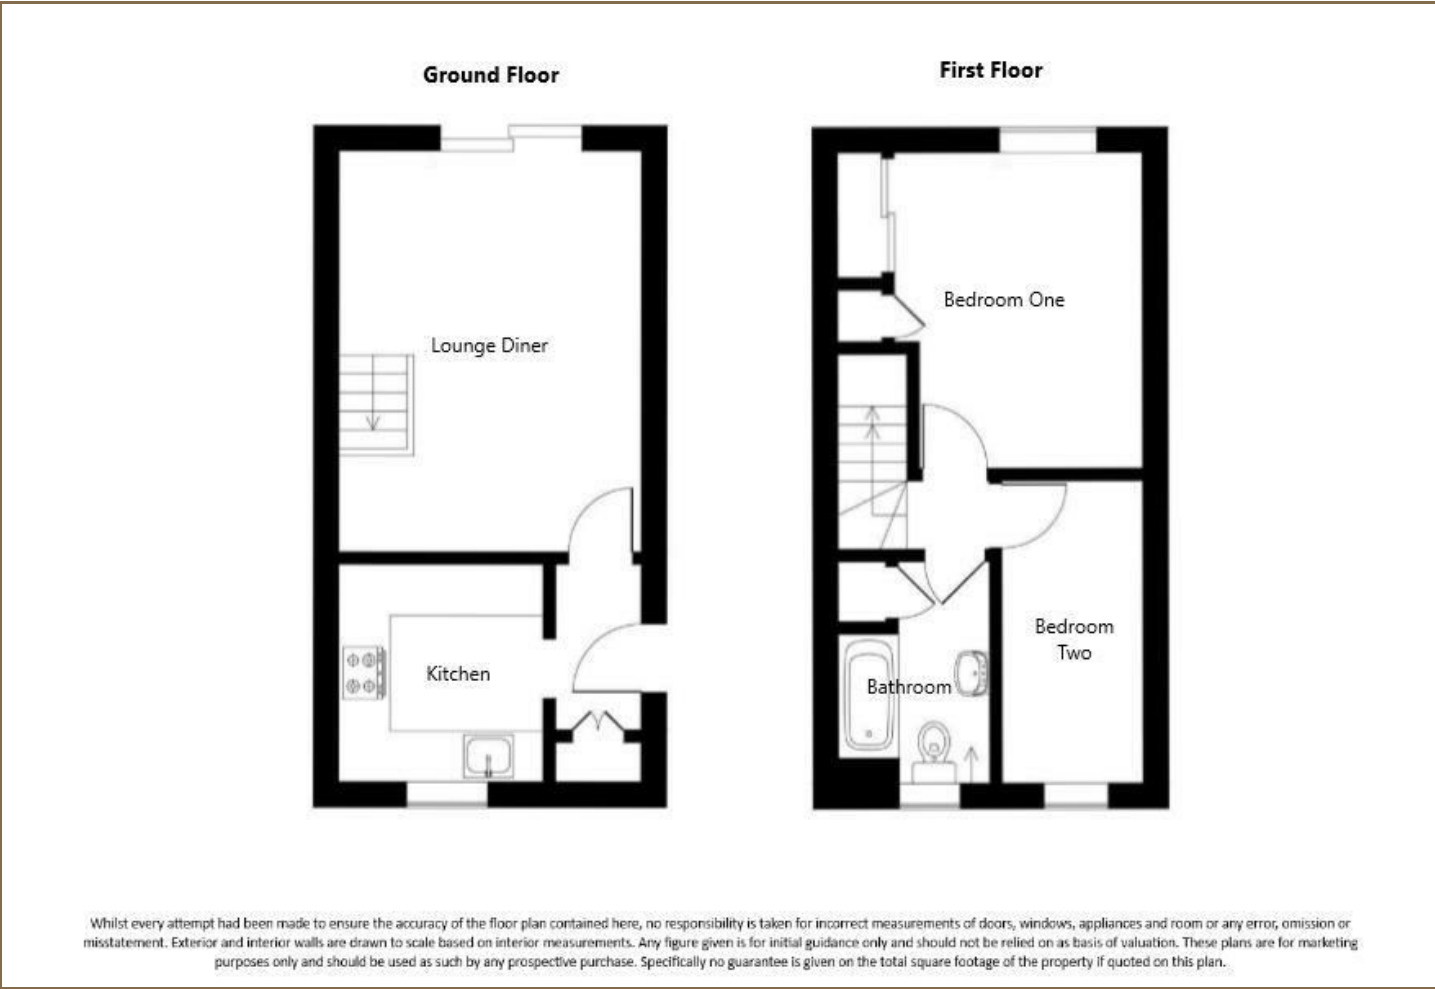 Ground Floor
First Floor
Lounge Diner
Bedroom One
Kitchen
Bathroom
Bedroom
Two
Whilst every attempt had been made to ensure the accuracy of the floor plan contained here, no responsibility is taken for incorrect measurements of doors, windows, appliances and room or any error, omission or
misstatement. Exterior and interior walls are drawn to scale based on interior measurements. Any figure given is for initial guidance only and should not be relied on as basis of valuation. These plans are for marketing
purposes only and should be used as such by any prospective purchase. Specifically no guarantee is given on the total square footage of the property if quoted on this plan.